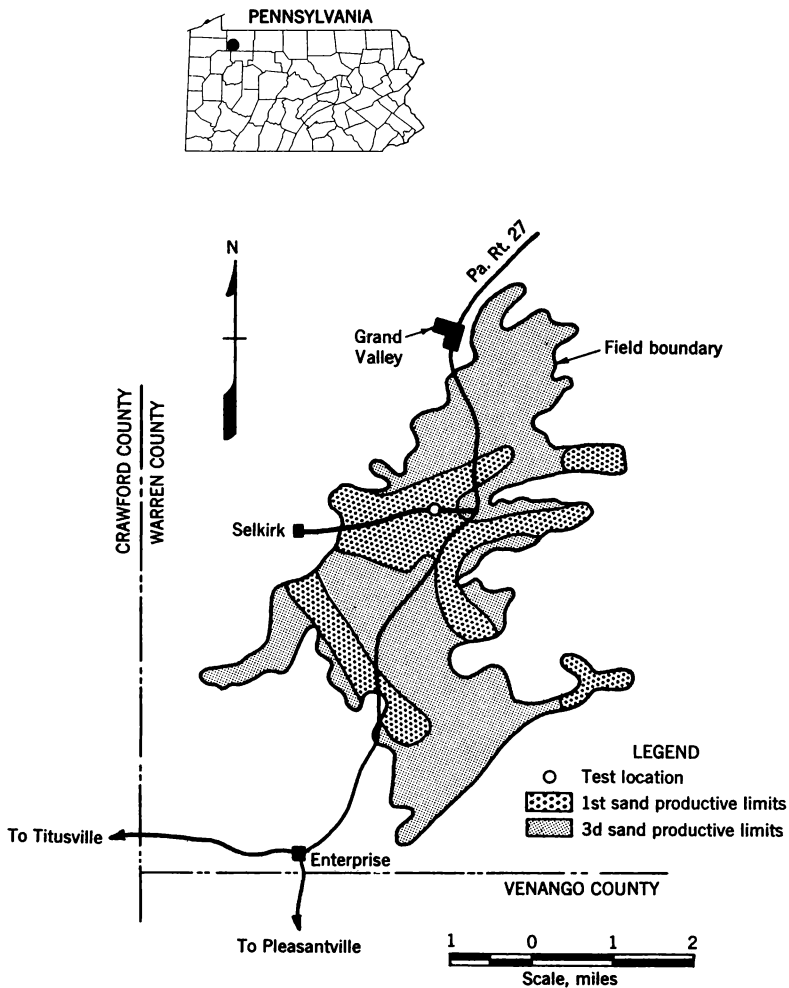 PENNSYLVANIA
N
Pa. Rt. 27
Grand
Valley
Field boundary
CRAWFORD COUNTY
WARREN COUNTY
Selkirk
LEGEND
Test location
1st sand productive limits
3d sand productive limits
To Titusville
Enterprise
VENANGO COUNTY
To Pleasantville
1 0 1 2
Scale, miles